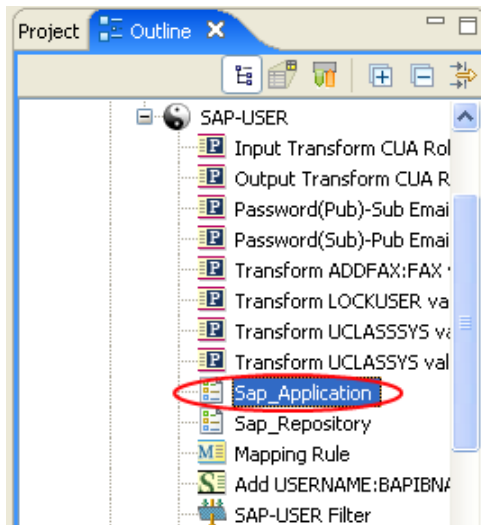 Project Outline
SAP-USER
Input Transform CUA Rol
Output Transform CUA R
Password(Pub)-Sub Emai
Password(Sub)-Pub Emai
Transform ADDFAX:FAX
Transform LOCKUSER va
Transform UCLASSSYS va
Transform UCLASSYS val
Sap_Application
Sap_Repository
Mapping Rule
Add USERNAME:BAPIBNA
SAP-USER Filter